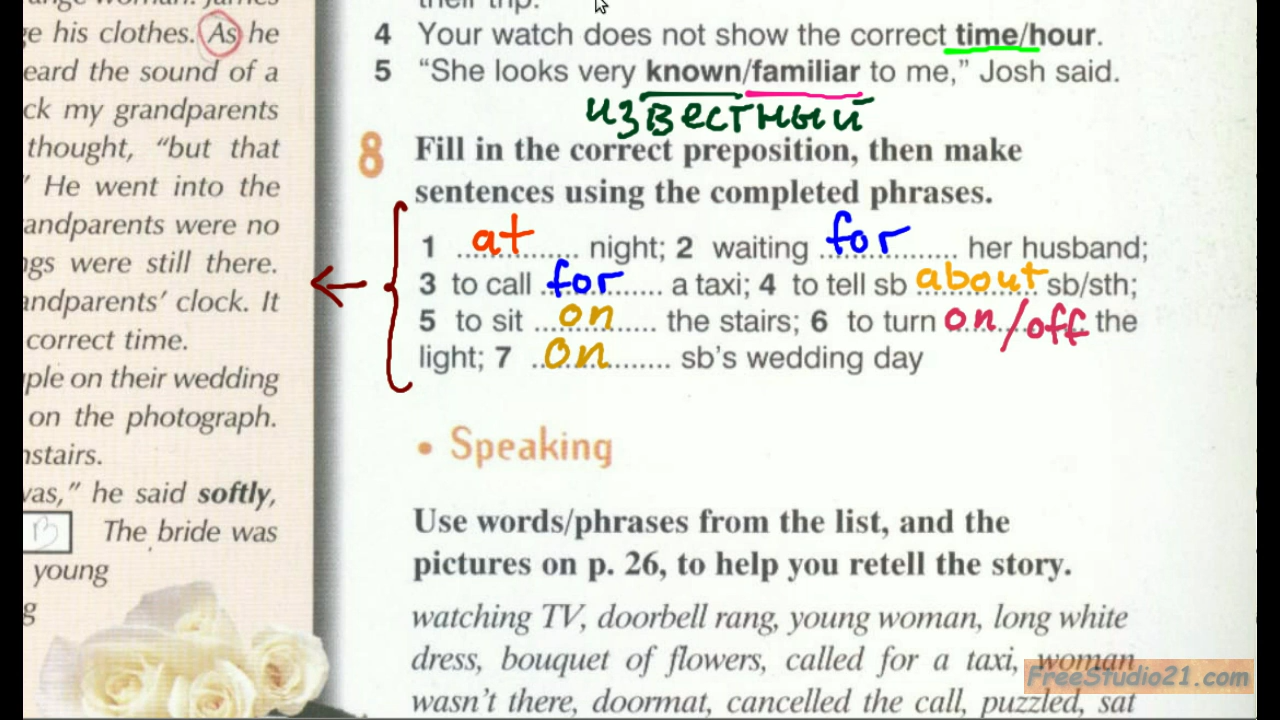 ge his clothes. As he
eard the sound of a
ck my grandparents
thought, "but that
" He went into the
andparents were no
ngs were still there.
andparents' clock. It
correct time.
ple on their wedding
on the photograph.
nstairs.
vas," he said softly,
B The bride was
young
g
their trip.
4 Your watch does not show the correct time/hour.
5 "She looks very known/familiar to me," Josh said.
известный
8 Fill in the correct preposition, then make
sentences using the completed phrases.
1 at night; 2 waiting for her husband;
3 to call for a taxi; 4 to tell sb about sb/sth;
5 to sit on the stairs; 6 to turn on/off the
light; 7 on sb's wedding day
• Speaking
Use words/phrases from the list, and the
pictures on p. 26, to help you retell the story.
watching TV, doorbell rang, young woman, long white
dress, bouquet of flowers, called for a taxi, woman
wasn't there, doormat, cancelled the call, puzzled, sat
FreeStudio21.com